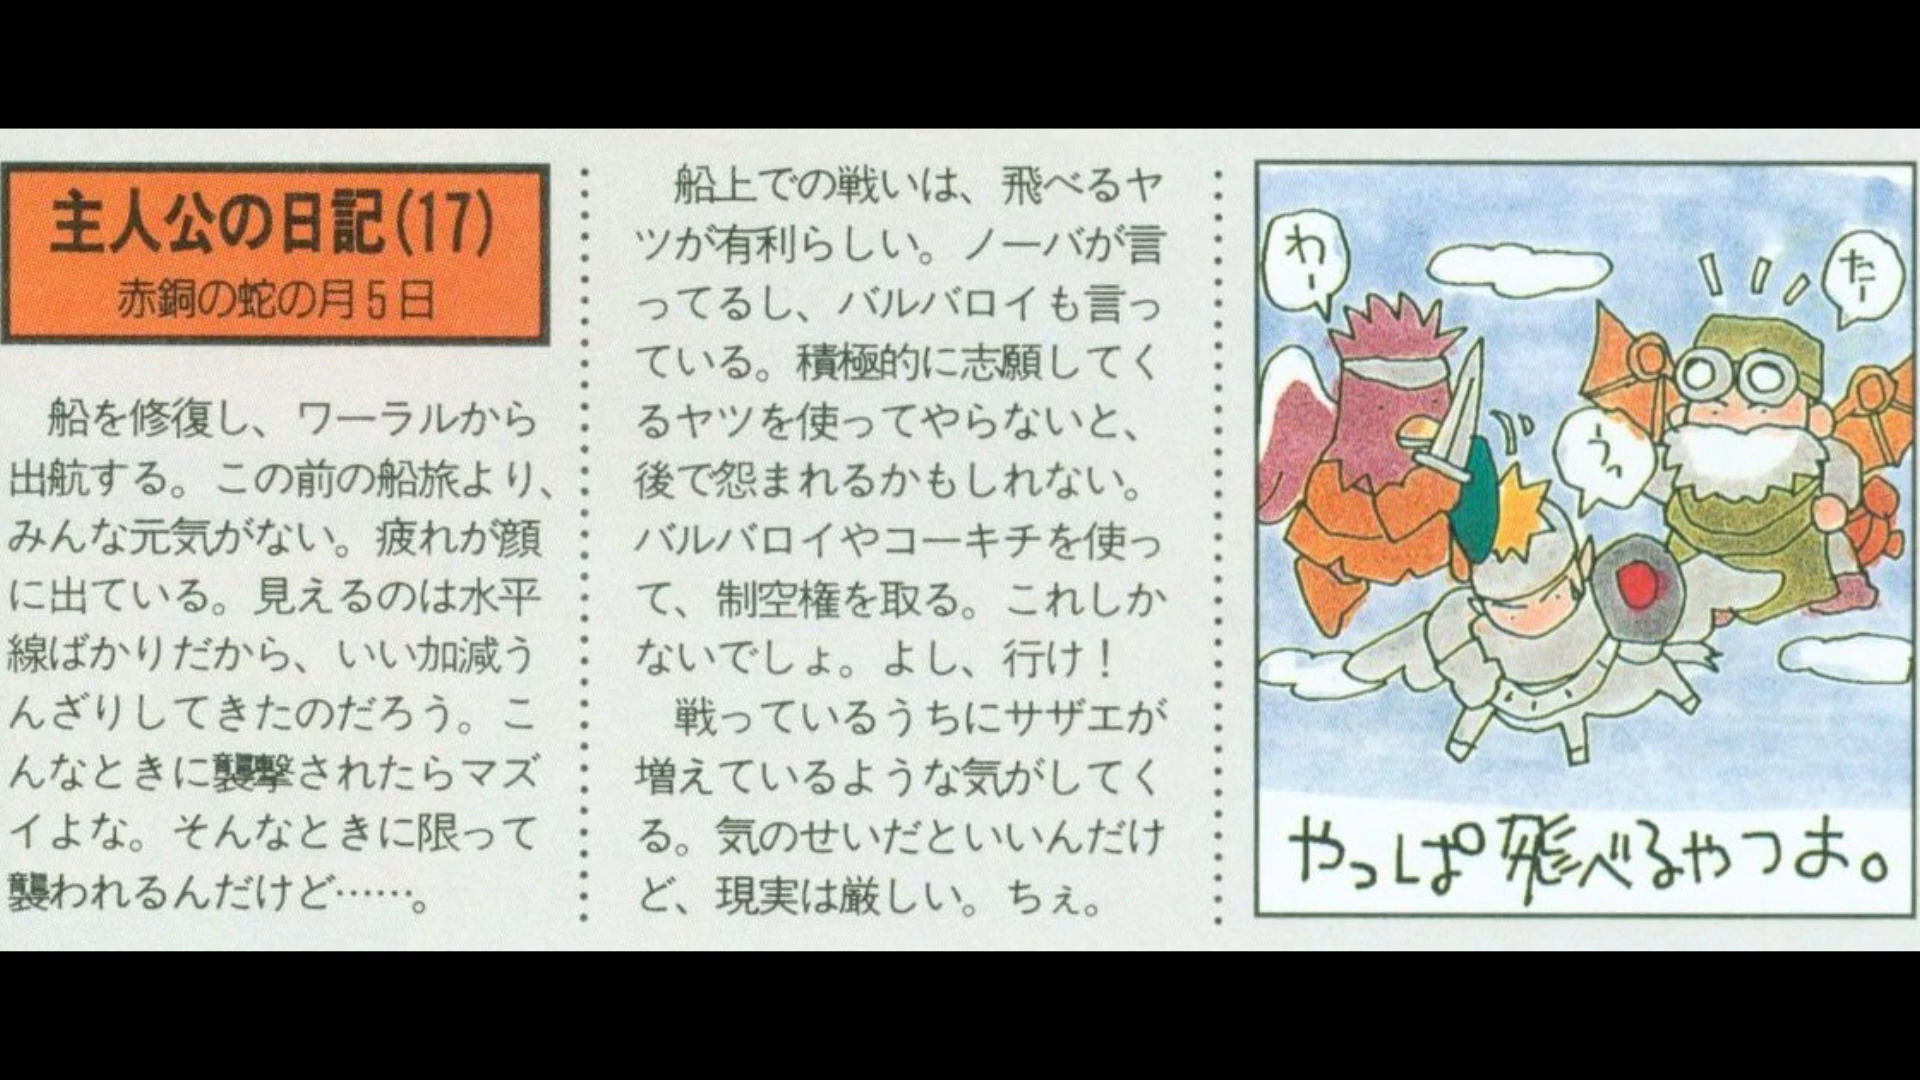 主人公の日記(17)
赤銅の蛇の月5日
船を修復し、ワーラルから
出航する。この前の船旅より、
みんな元気がない。疲れが顔
に出ている。見えるのは水平
線ばかりだから、いい加減う
んざりしてきたのだろう。こ
んなときに襲撃されたらマズ
イよな。そんなときに限って
襲われるんだけど……。
船上での戦いは、飛べるヤ
ツが有利らしい。ノーバが言
ってるし、バルバロイも言っ
ている。積極的に志願してく
るヤツを使ってやらないと、
後で怨まれるかもしれない。
バルバロイやコーキチを使っ
て、制空権を取る。これしか
ないでしょ。よし、行け！
戦っているうちにサザエが
増えているような気がしてく
る。気のせいだといいんだけ
ど、現実は厳しい。ちぇ。
わー
たー
うっ
やっぱ飛べるやつよ。